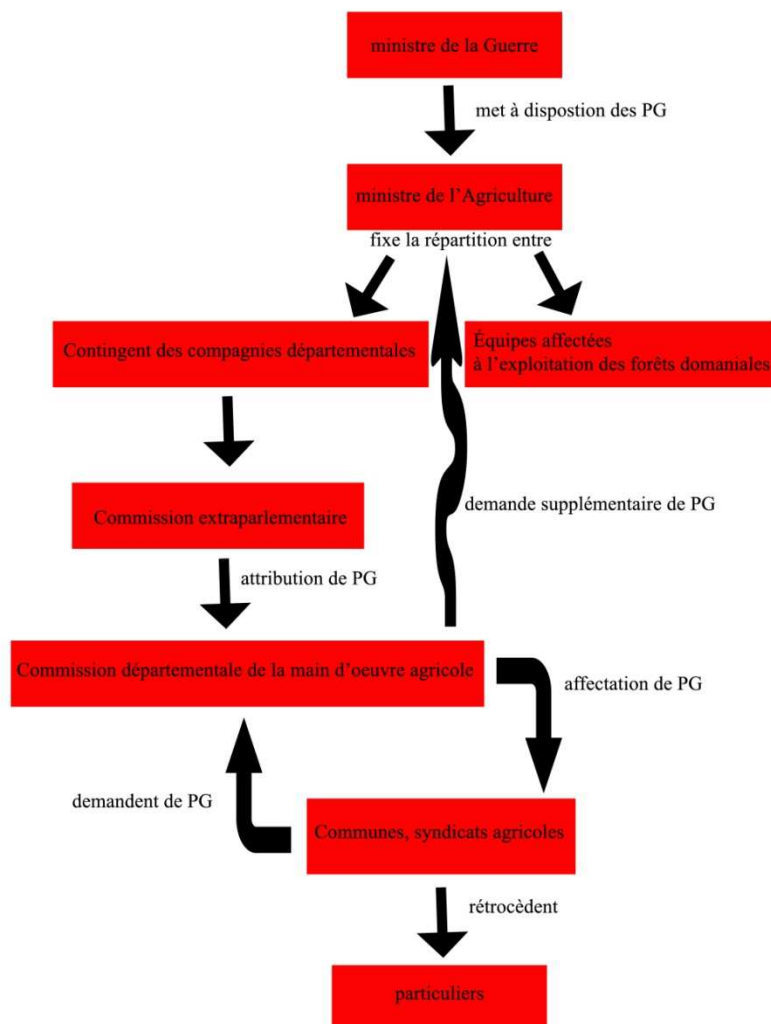 ministre de la Guerre
met à dispostion des PG
ministre de l'Agriculture
fixe la répartition entre
Contingent des compagnies départementales
Équipes affectées
à l'exploitation des forêts domaniales
Commission extraparlementaire
demande supplémentaire de PG
attribution de PG
Commission départementale de la main d'oeuvre agricole
affectation de PG
demandent de PG
Communes, syndicats agricoles
rétrocèdent
particuliers